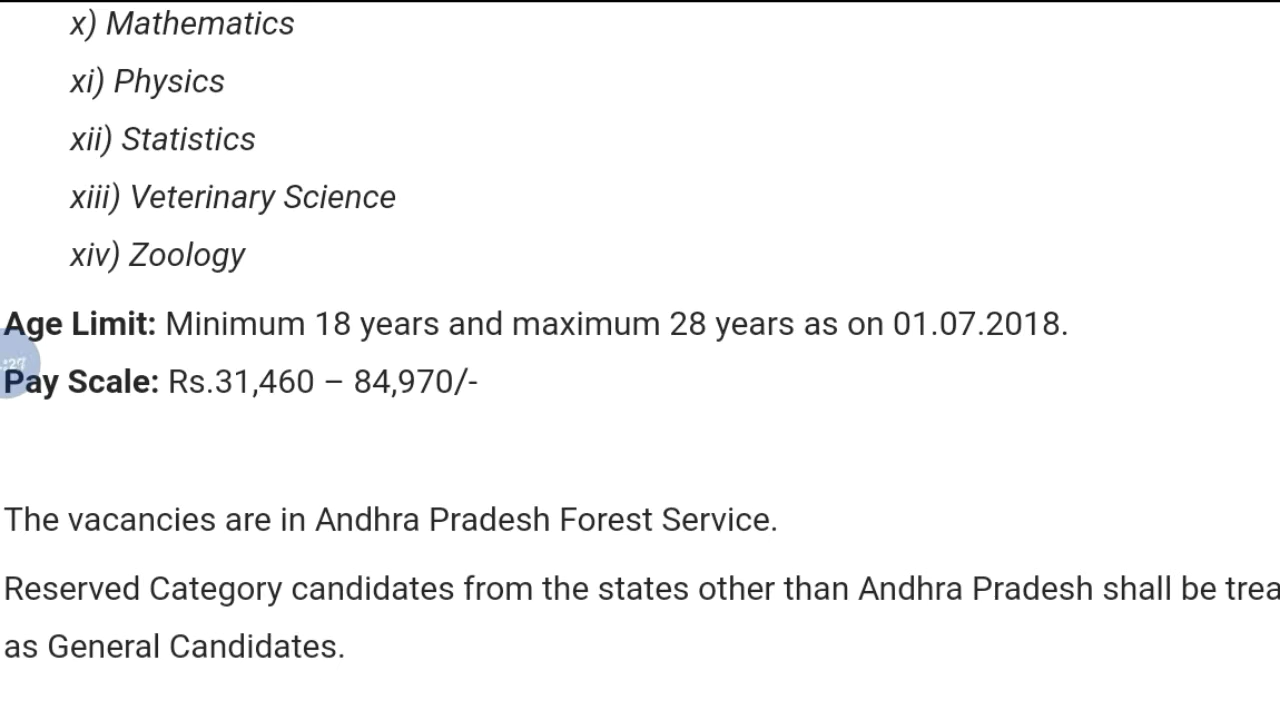 x) Mathematics
xi) Physics
xii) Statistics
xiii) Veterinary Science
xiv) Zoology
Age Limit: Minimum 18 years and maximum 28 years as on 01.07.2018.
Pay Scale: Rs.31,460 – 84,970/-
The vacancies are in Andhra Pradesh Forest Service.
Reserved Category candidates from the states other than Andhra Pradesh shall be trea
as General Candidates.